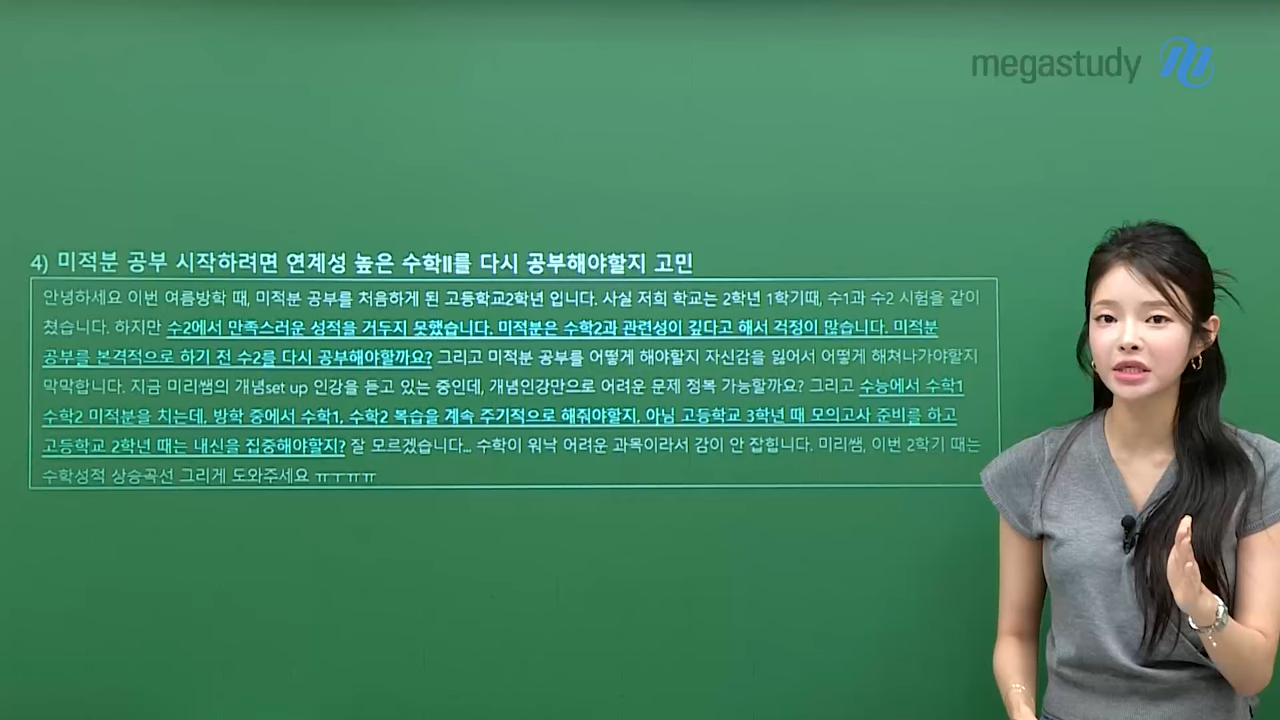 megastudy
4) 미적분 공부 시작하려면 연계성 높은 수학II를 다시 공부해야할지 고민
안녕하세요 이번 여름방학 때, 미적분 공부를 처음하게 된 고등학교2학년 입니다. 사실 저희 학교는 2학년 1학기때, 수1과 수2 시험을 같이
쳤습니다. 하지만 수2에서 만족스러운 성적을 거두지 못했습니다. 미적분은 수학2과 관련성이 깊다고 해서 걱정이 많습니다. 미적분
공부를 본격적으로 하기 전 수2를 다시 공부해야할까요? 그리고 미적분 공부를 어떻게 해야할지 자신감을 잃어서 어떻게 해쳐나가야할지
막막합니다. 지금 미리쌤의 개념set up 인강을 듣고 있는 중인데, 개념인강만으로 어려운 문제 정복 가능할까요? 그리고 수능에서 수학1
수학2 미적분을 치는데, 방학 중에서 수학1, 수학2 복습을 계속 주기적으로 해줘야할지, 아님 고등학교 3학년 때 모의고사 준비를 하고
고등학교 2학년 때는 내신을 집중해야할지? 잘 모르겠습니다... 수학이 워낙 어려운 과목이라서 감이 안 잡힙니다. 미리쌤, 이번 2학기 때는
수학성적 상승곡선 그리게 도와주세요 ㅠㅜㅠㅠ